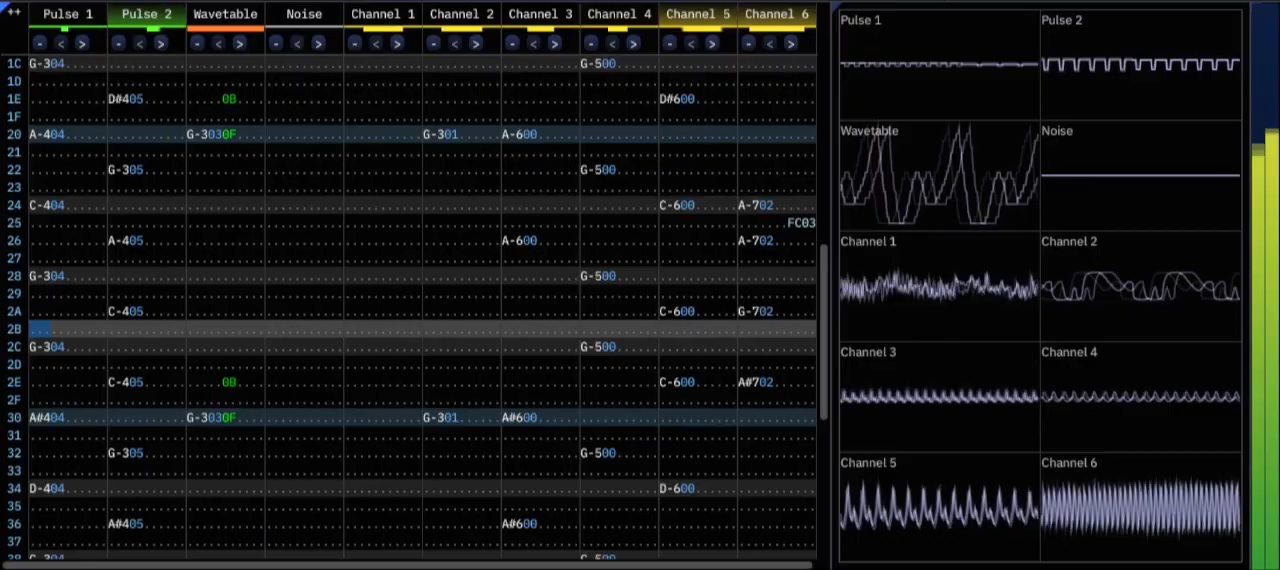 ++ Pulse 1 Pulse 2 Wavetable Noise Channel 1 Channel 2 Channel 3 Channel 4 Channel 5 Channel 6
- < > - < > - < > - < > - < > - < > - < > - < > - < > - < >
1C G-304 G-500
1D
1E D#405 0B D#600
1F
20 A-404 G-3030F G-301 A-600
21
22 G-305 G-500
23
24 C-404 C-600 A-702
25 FC03
26 A-405 A-600 A-702
27
28 G-304 G-500
29
2A C-405 C-600 G-702
2B
2C G-304 G-500
2D
2E C-405 0B C-600 A#702
2F
30 A#404 G-3030F G-301 A#600
31
32 G-305 G-500
33
34 D-404 D-600
35
36 A#405 A#600
37
Pulse 1 Pulse 2
Wavetable Noise
Channel 1 Channel 2
Channel 3 Channel 4
Channel 5 Channel 6